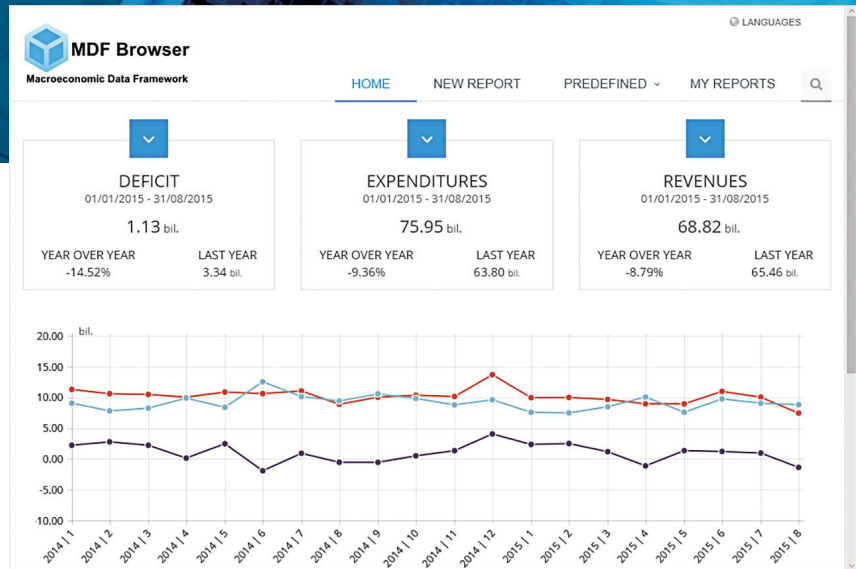 LANGUAGES
MDF Browser
Macroeconomic Data Framework
HOME NEW REPORT PREDEFINED MY REPORTS
DEFICIT
01/01/2015 - 31/08/2015
1.13 bil.
YEAR OVER YEAR LAST YEAR
-14.52% 3.34 bil.
EXPENDITURES
01/01/2015 - 31/08/2015
75.95 bil.
YEAR OVER YEAR LAST YEAR
-9.36% 63.80 bil.
REVENUES
01/01/2015 - 31/08/2015
68.82 bil.
YEAR OVER YEAR LAST YEAR
-8.79% 65.46 bil.
bil.
20.00
15.00
10.00
5.00
0.00
-5.00
-10.00
2014 | 1 2014 | 2 2014 | 3 2014 | 4 2014 | 5 2014 | 6 2014 | 7 2014 | 8 2014 | 9 2014 | 10 2014 | 11 2014 | 12 2015 | 1 2015 | 2 2015 | 3 2015 | 4 2015 | 5 2015 | 6 2015 | 7 2015 | 8